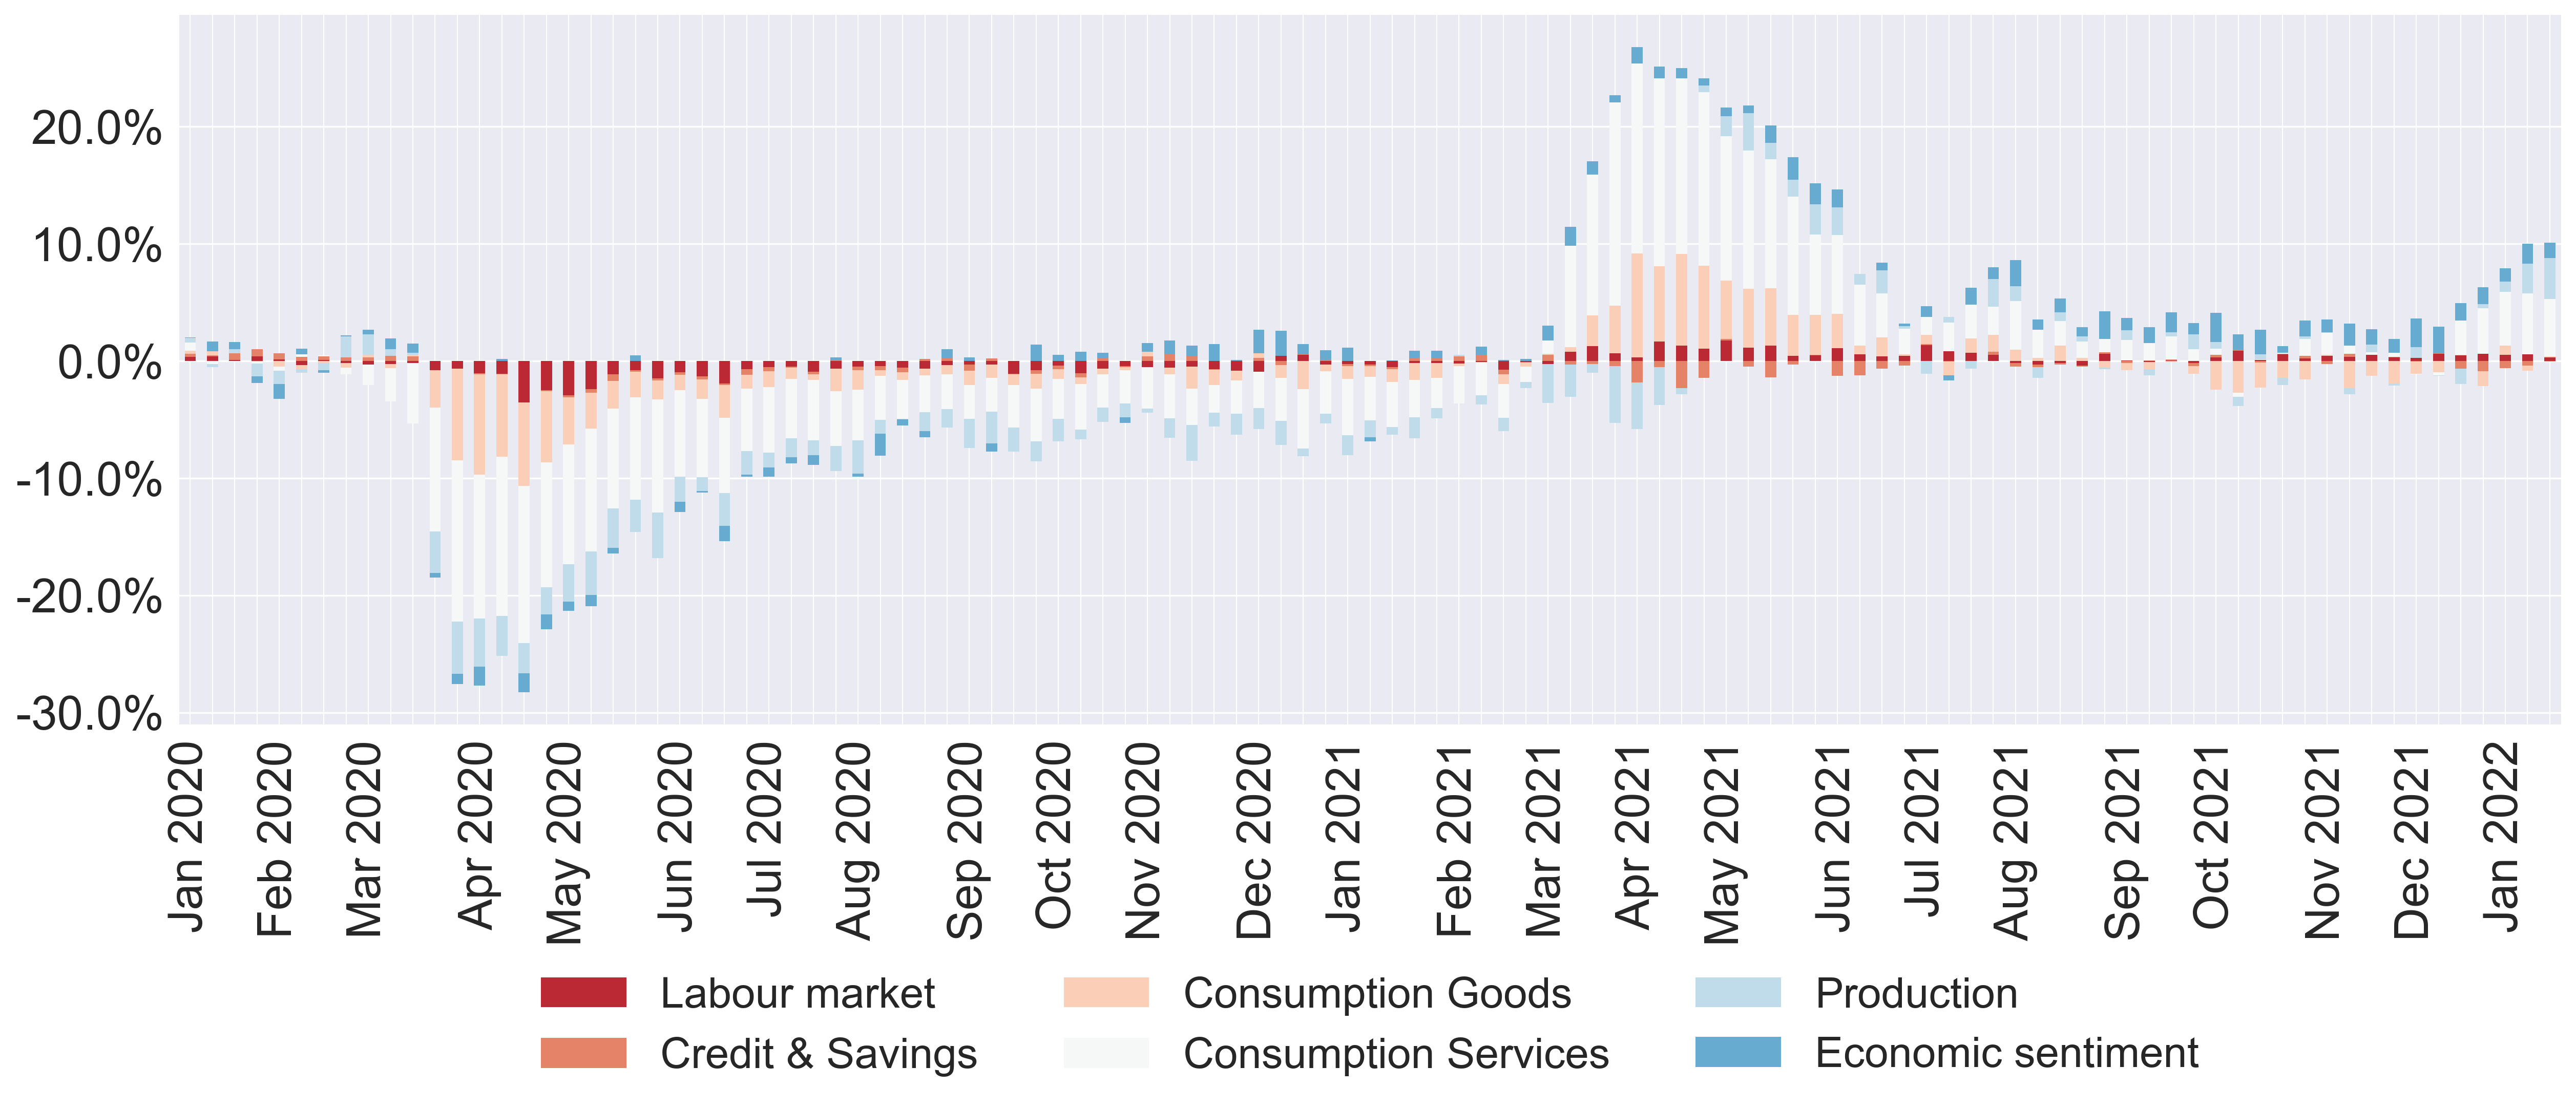 20.0%
10.0%
0.0%
-10.0%
-20.0%
-30.0%
Jan 2020
Feb 2020
Mar 2020
Apr 2020
May 2020
Jun 2020
Jul 2020
Aug 2020
Sep 2020
Oct 2020
Nov 2020
Dec 2020
Jan 2021
Feb 2021
Mar 2021
Apr 2021
May 2021
Jun 2021
Jul 2021
Aug 2021
Sep 2021
Oct 2021
Nov 2021
Dec 2021
Jan 2022
Labour market
Credit & Savings
Consumption Goods
Consumption Services
Production
Economic sentiment